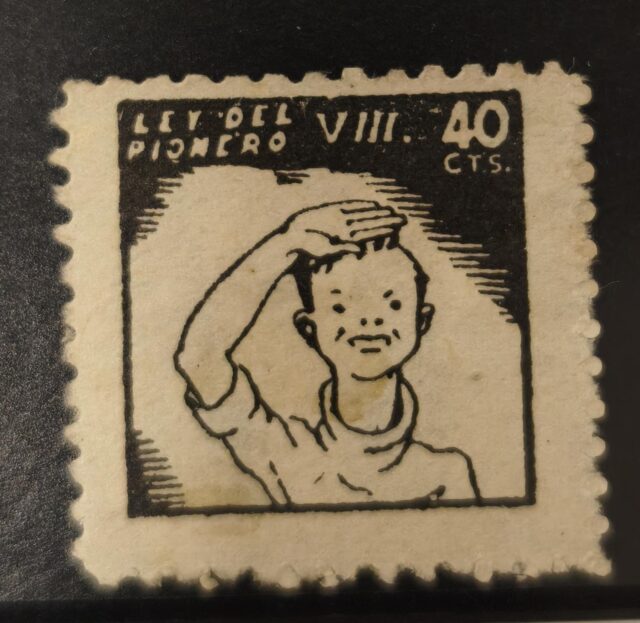 LEY DEL
PIONERO
VIII.
40
CTS.